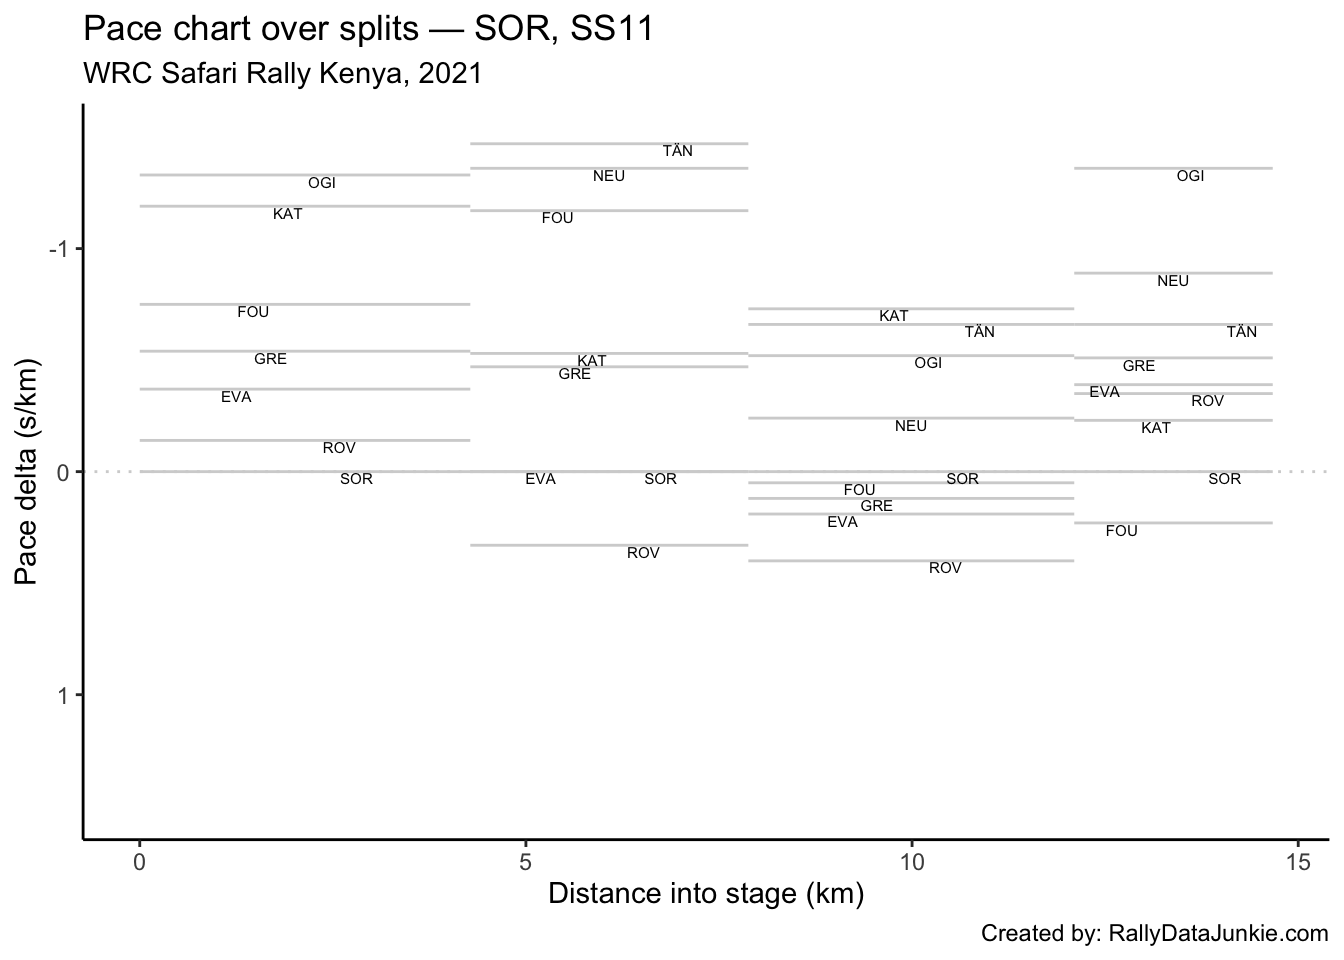 Pace chart over splits — SOR, SS11
WRC Safari Rally Kenya, 2021
Pace delta (s/km)
-1
0
1
OGI
KAT
FOU
GRE
EVA
ROV
SOR
TÄN
NEU
FOU
KAT
GRE
EVA
SOR
ROV
KAT
TÄN
OGI
NEU
SOR
FOU
GRE
EVA
ROV
OGI
NEU
TÄN
GRE
EVA
ROV
KAT
SOR
FOU
0
5
10
15
Distance into stage (km)
Created by: RallyDataJunkie.com